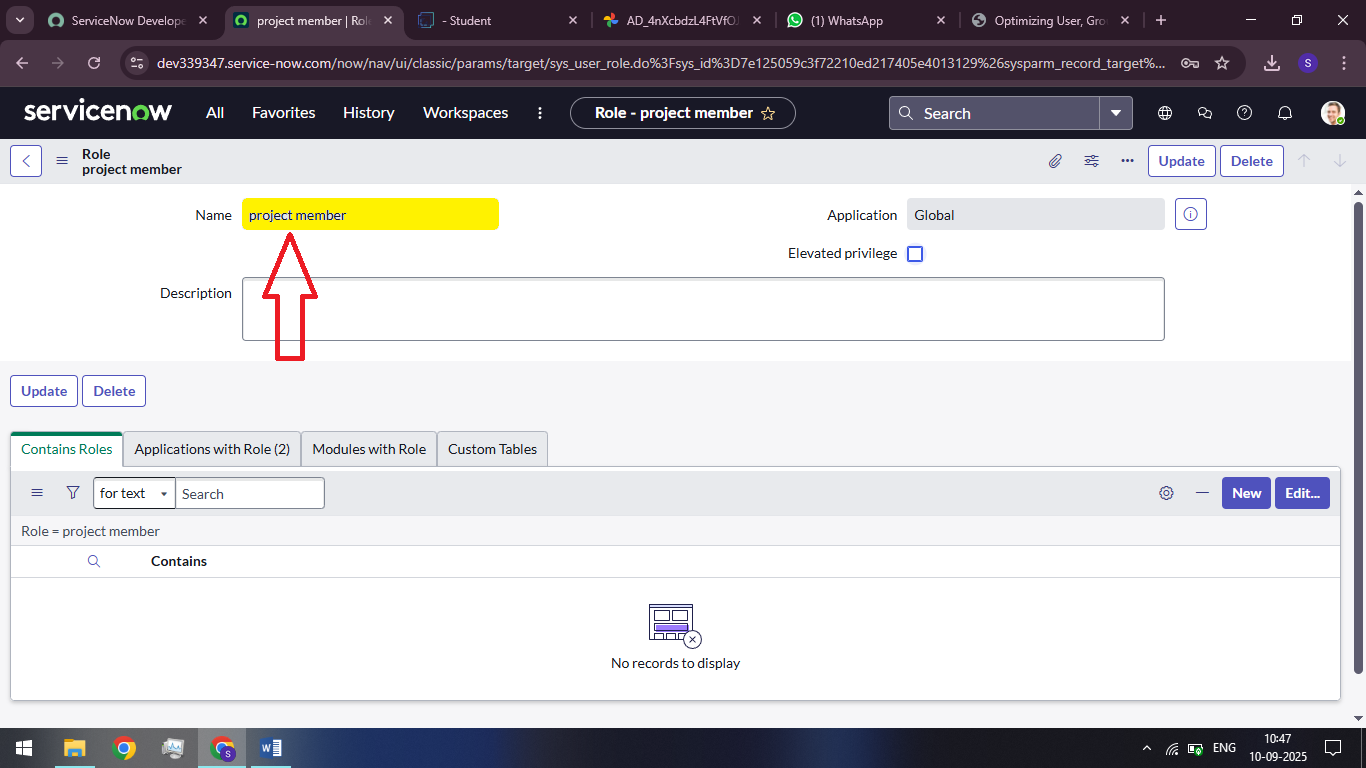 ServiceNow Develope
project member | Role
- Student
AD_4nXcbdzL4FtWfO
(1) WhatsApp
Optimizing User, Gro
dev339347.service-now.com/now/nav/ui/classic/params/target/sys_user_role.do%3Fsys_id%3D7e125059c3f72210ed217405e4013129%26sysparm_record_target%...
S
servicenow
All
Favorites
History
Workspaces
Role - project member
Search
Role
project member
Update
Delete
Name
project member
Application
Global
Elevated privilege
Description
Update
Delete
Contains Roles
Applications with Role (2)
Modules with Role
Custom Tables
for text
Search
New
Edit...
Role = project member
Contains
No records to display
S
ENG
10:47
10-09-2025